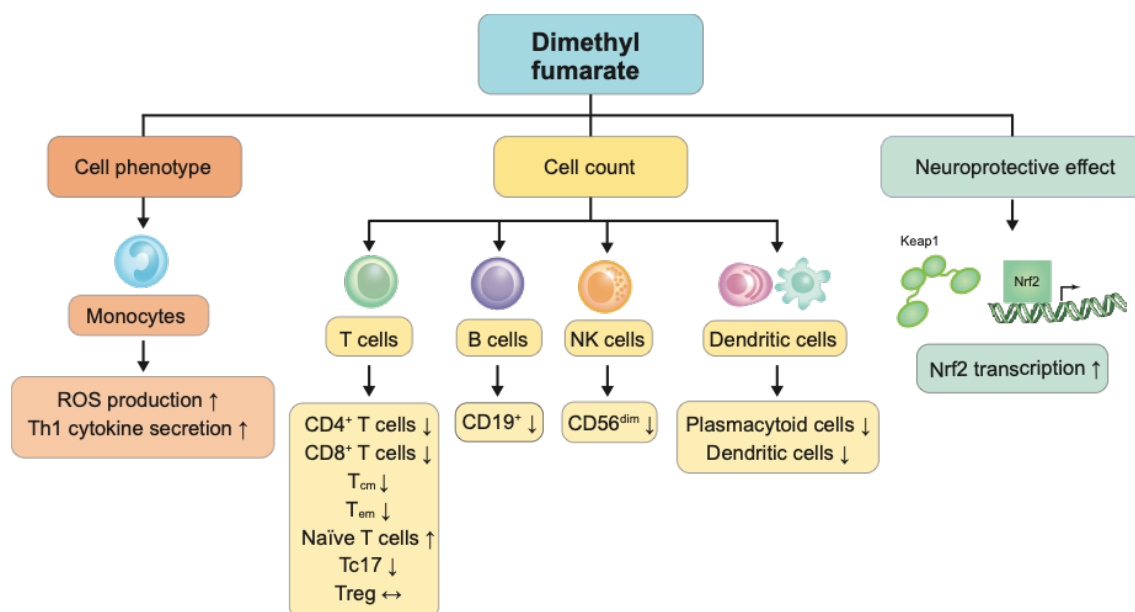 Dimethyl
fumarate
Cell phenotype
Cell count
Neuroprotective effect
Monocytes
ROS production ↑
Th1 cytokine secretion ↑
T cells
B cells
NK cells
Dendritic cells
CD4⁺ T cells ↓
CD8⁺ T cells ↓
Tcm ↓
Tem ↓
Naïve T cells ↑
Tc17 ↓
Treg ↔
CD19⁺ ↓
CD56dim ↓
Plasmacytoid cells ↓
Dendritic cells ↓
Keap1
Nrf2
Nrf2 transcription ↑